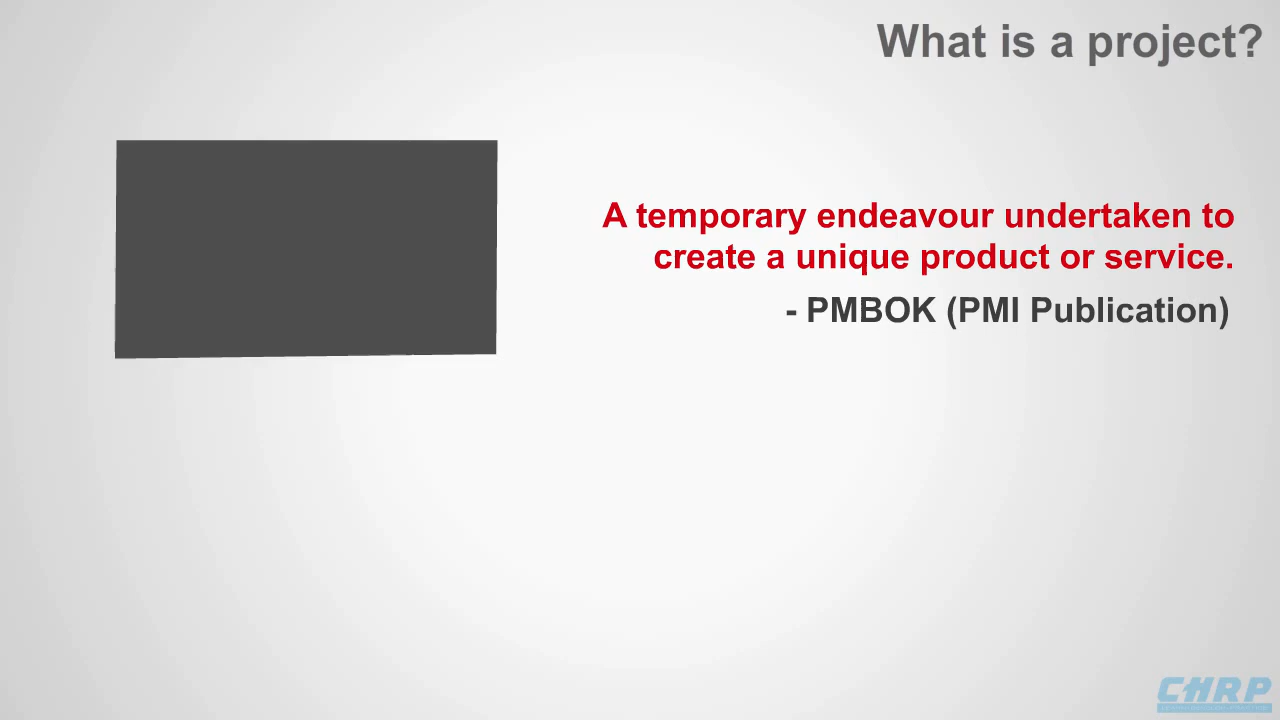 What is a project?
A temporary endeavour undertaken to
create a unique product or service.
- PMBOK (PMI Publication)
CHRP